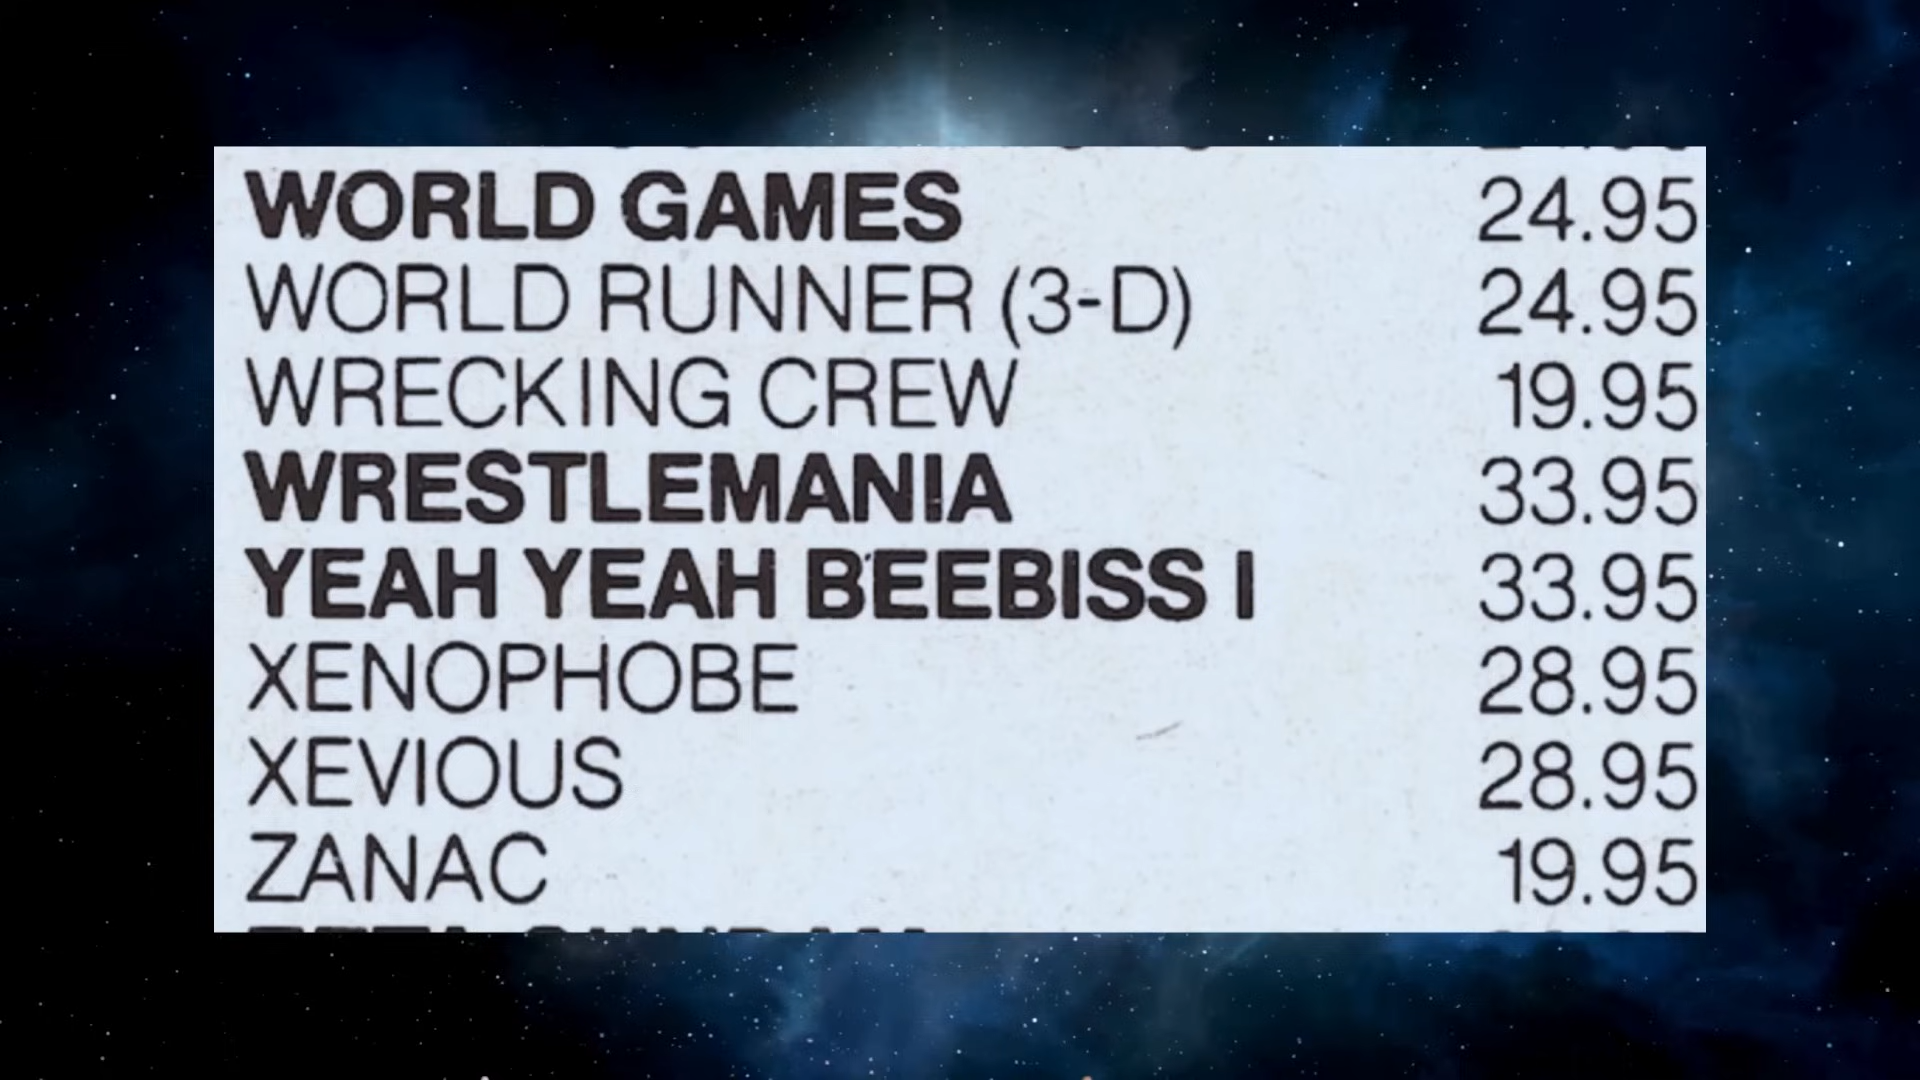 WORLD GAMES 24.95
WORLD RUNNER (3-D) 24.95
WRECKING CREW 19.95
WRESTLEMANIA 33.95
YEAH YEAH BEEBISS I 33.95
XENOPHOBE 28.95
XEVIOUS 28.95
ZANAC 19.95